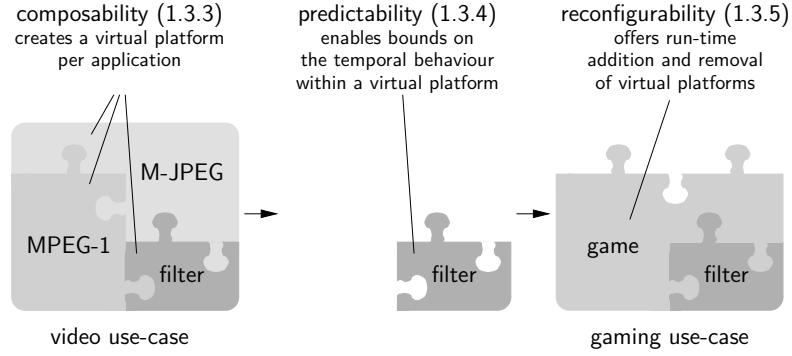 composability (1.3.3)
creates a virtual platform
per application
predictability (1.3.4)
enables bounds on
the temporal behaviour
within a virtual platform
reconfigurability (1.3.5)
offers run-time
addition and removal
of virtual platforms
M-JPEG
MPEG-1
filter
video use-case
filter
game
filter
gaming use-case